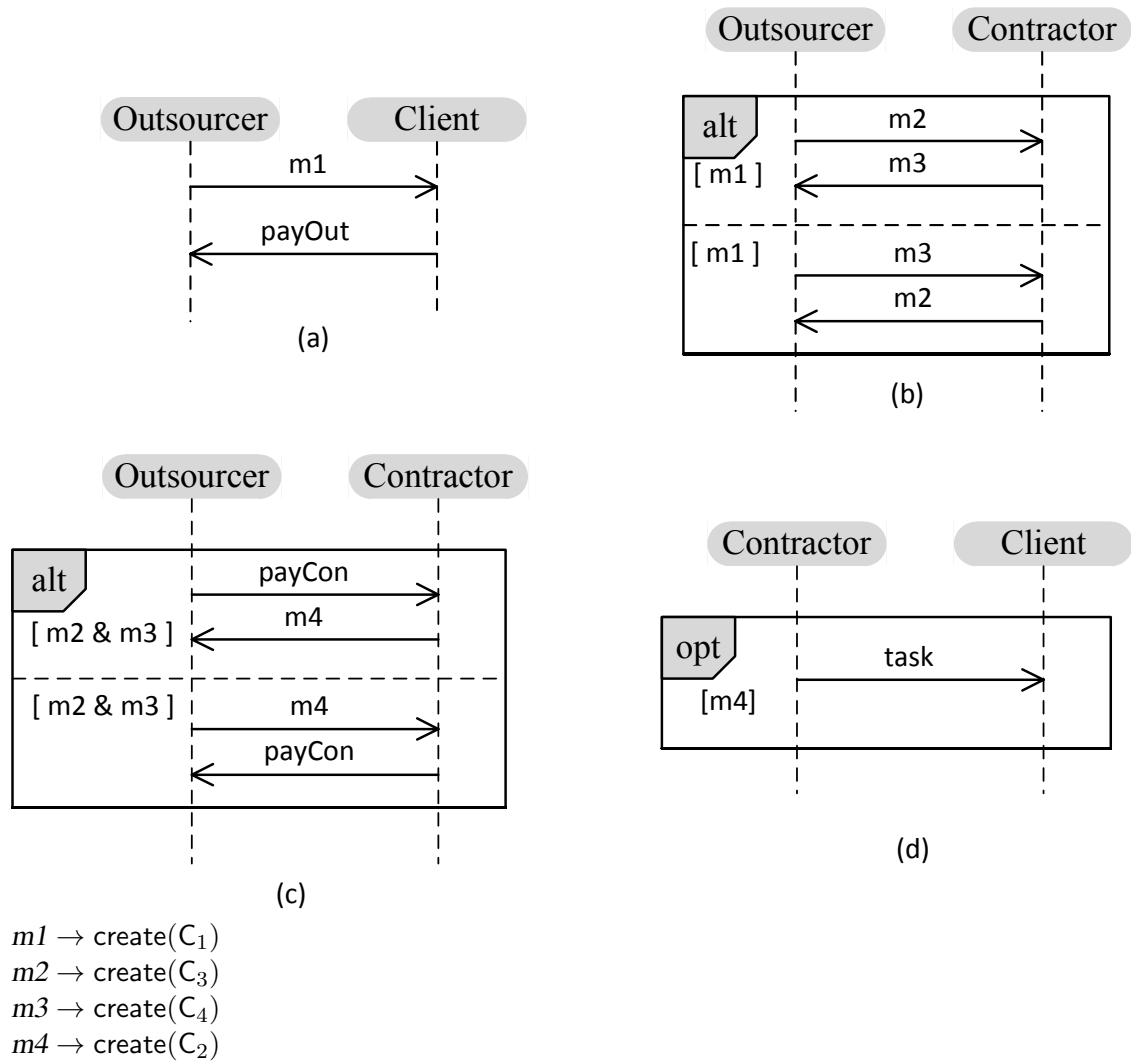 Outsourcer Client
m1
payOut
(a)
Outsourcer Contractor
alt
m2
[ m1 ]
m3
[ m1 ]
m3
m2
(b)
Outsourcer Contractor
alt
payCon
[ m2 & m3 ]
m4
[ m2 & m3 ]
m4
payCon
(c)
Contractor Client
opt
task
[m4]
(d)
m1 → create(C₁)
m2 → create(C₃)
m3 → create(C₄)
m4 → create(C₂)